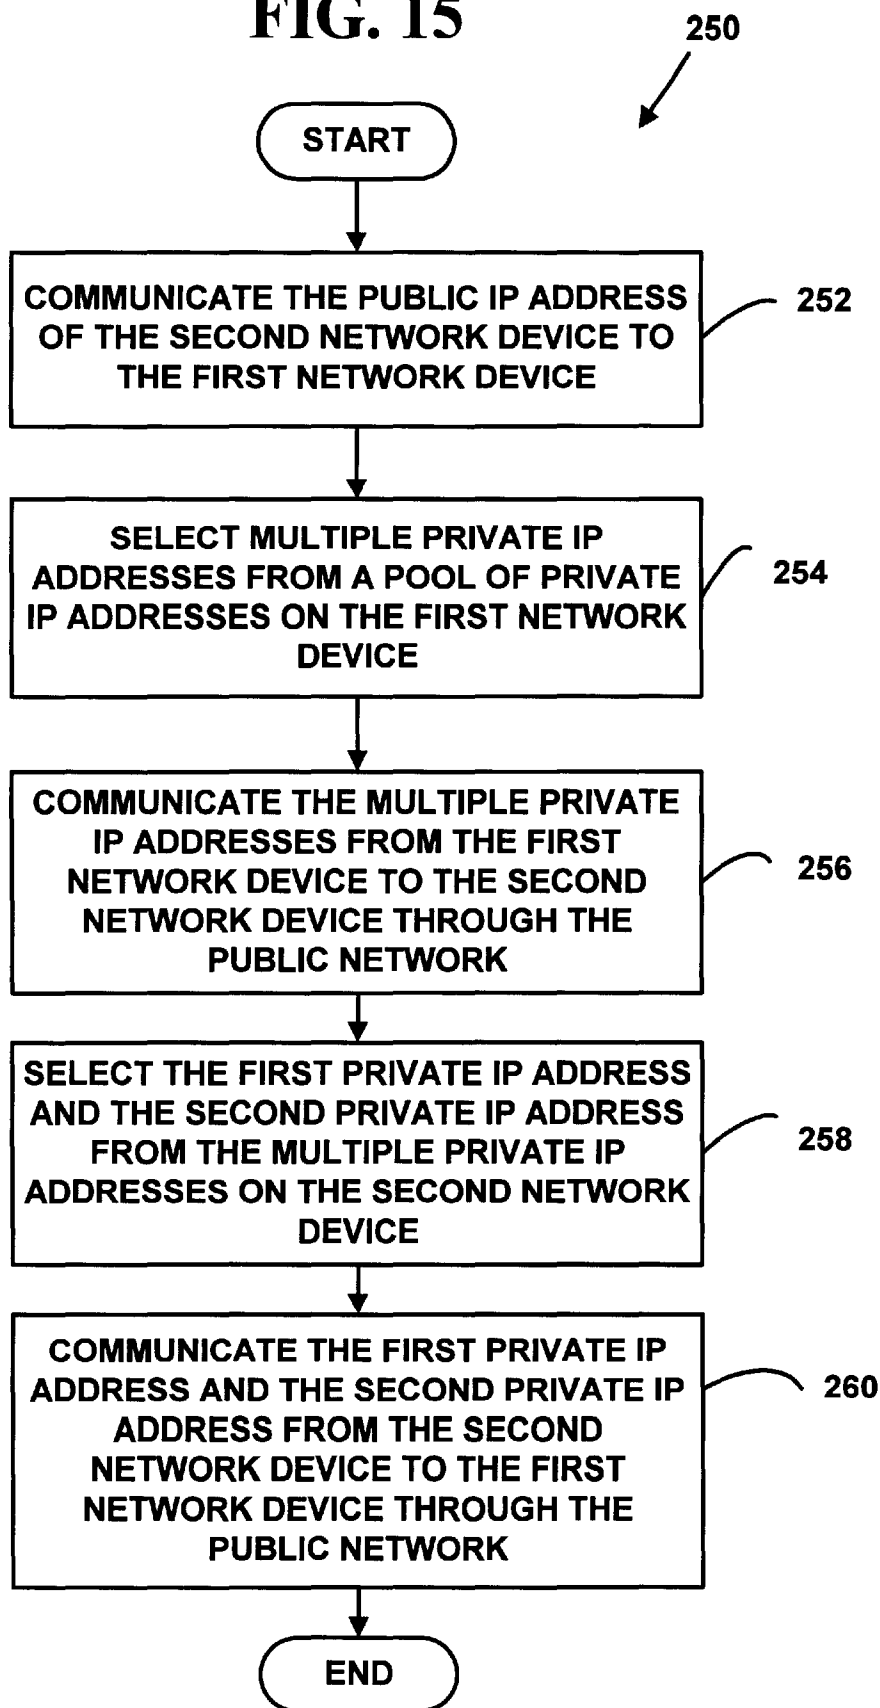 FIG. 15
250
START
COMMUNICATE THE PUBLIC IP ADDRESS
OF THE SECOND NETWORK DEVICE TO
THE FIRST NETWORK DEVICE
252
SELECT MULTIPLE PRIVATE IP
ADDRESSES FROM A POOL OF PRIVATE
IP ADDRESSES ON THE FIRST NETWORK
DEVICE
254
COMMUNICATE THE MULTIPLE PRIVATE
IP ADDRESSES FROM THE FIRST
NETWORK DEVICE TO THE SECOND
NETWORK DEVICE THROUGH THE
PUBLIC NETWORK
256
SELECT THE FIRST PRIVATE IP ADDRESS
AND THE SECOND PRIVATE IP ADDRESS
FROM THE MULTIPLE PRIVATE IP
ADDRESSES ON THE SECOND NETWORK
DEVICE
258
COMMUNICATE THE FIRST PRIVATE IP
ADDRESS AND THE SECOND PRIVATE IP
ADDRESS FROM THE SECOND
NETWORK DEVICE TO THE FIRST
NETWORK DEVICE THROUGH THE
PUBLIC NETWORK
260
END